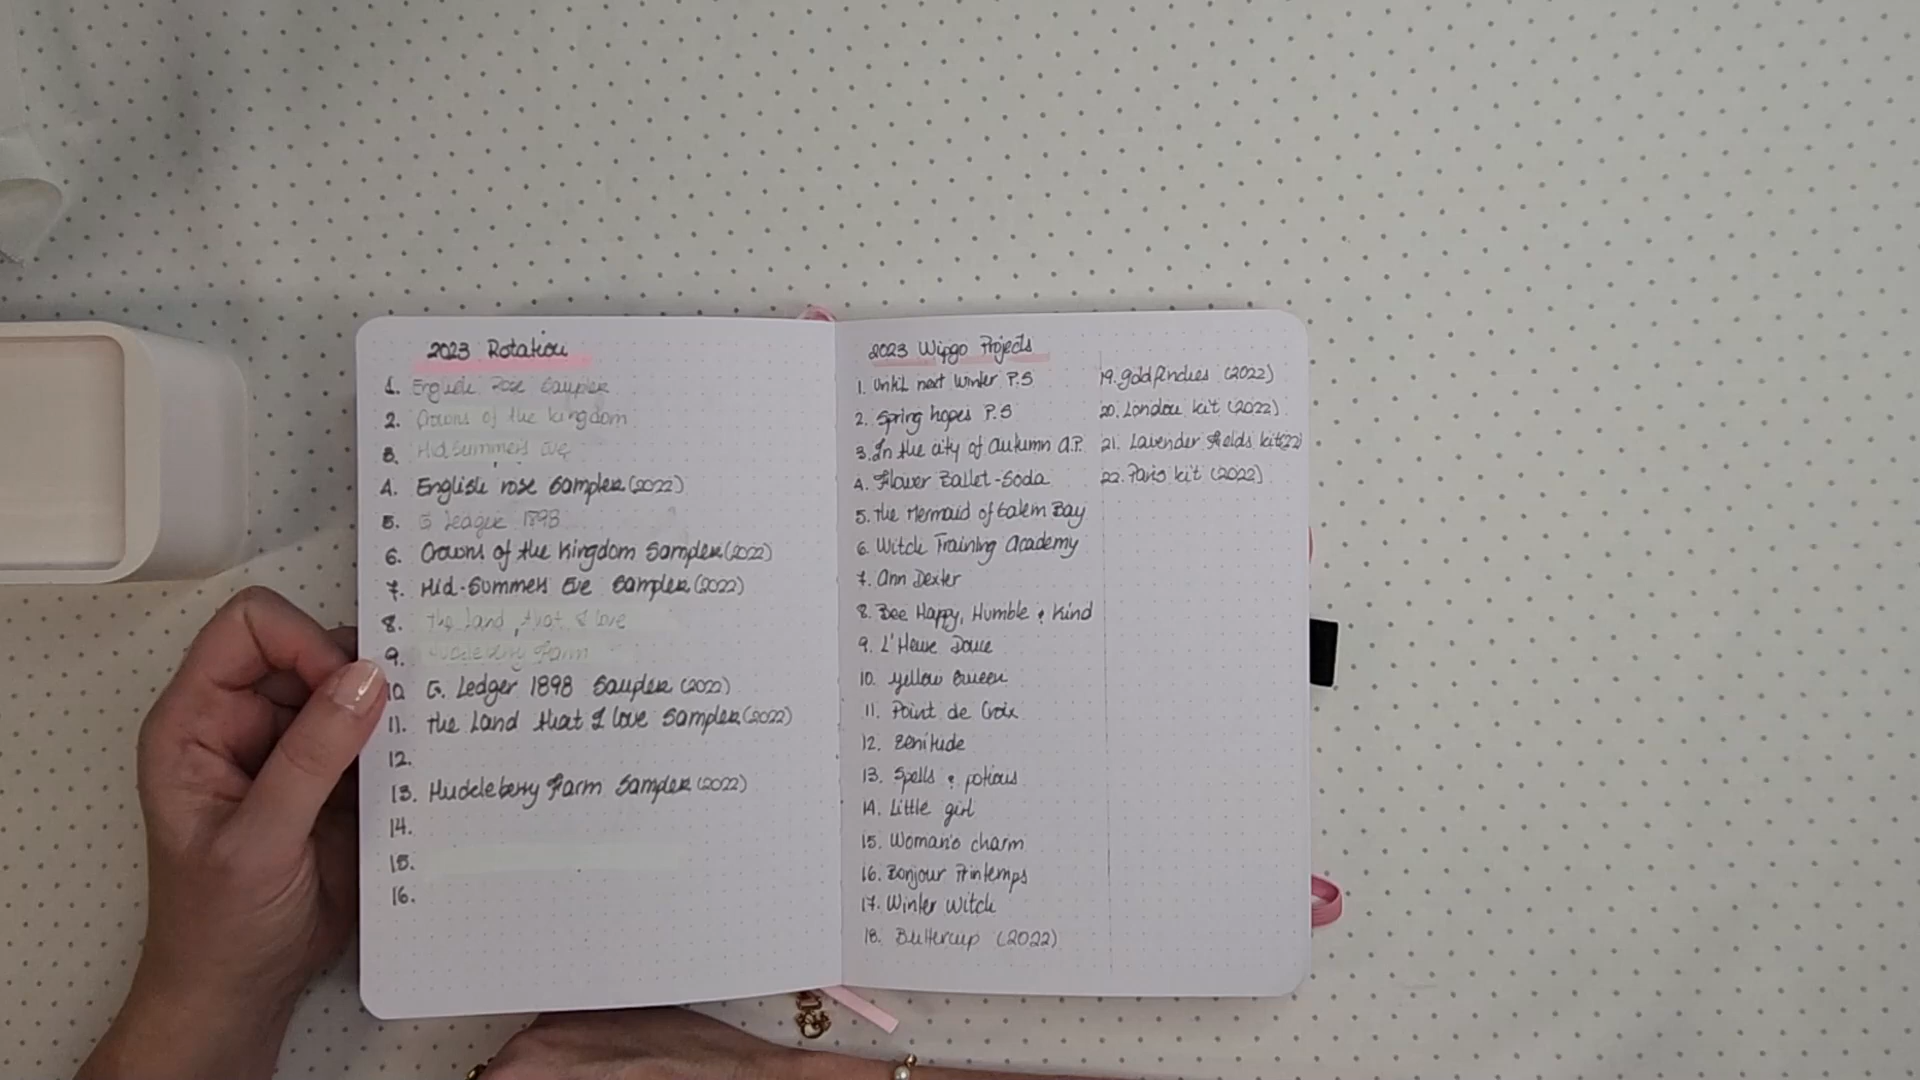 2023 Rotation
1. English Rose Sampler
2. Crowns of the kingdom
3. Midsummers Eve
4. English rose Sampler (2022)
5. G League 1898
6. Crowns of the Kingdom Sampler (2022)
7. Mid-Summers Eve Sampler (2022)
8. The land that I love
9. Huckleberry Farm
10 G. Ledger 1898 Sampler (2022)
11. The Land that I love Sampler (2022)
12.
13. Huckleberry Farm Sampler (2022)
14.
15.
16.
2023 Wipgo Projects
1. Until next Winter P.S
2. Spring hopes P.S
3. In the city of Autumn A.P.
4. Flower Ballet - Soda
5. The Mermaid of Salem Bay
6. Witch Training Academy
7. Ann Dexter
8. Bee Happy, Humble & Kind
9. L'Heure Douce
10. Yellow Queen
11. Point de Croix
12. Zenitude
13. Spells & potions
14. Little girl
15. Woman's charm
16. Bonjour Printemps
17. Winter Witch
18. Buttercup (2022)
19. Goldfinches (2022)
20. London kit (2022)
21. Lavender Fields kit (22)
22. Paris kit (2022)